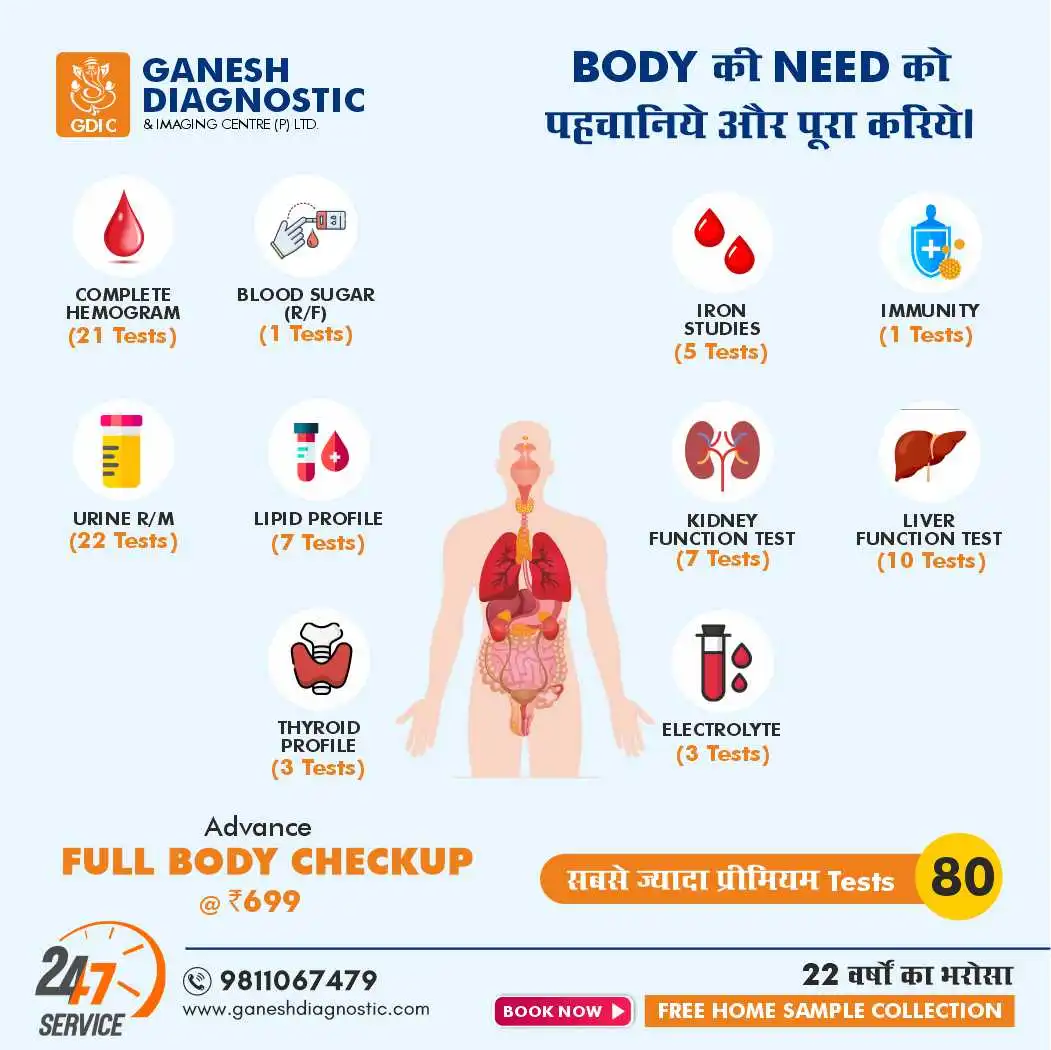 GANESH
DIAGNOSTIC
& IMAGING CENTRE (P) LTD.
GDIC
BODY की NEED को
पहचानिये और पूरा करिये।
COMPLETE
HEMOGRAM
(21 Tests)
BLOOD SUGAR
(R/F)
(1 Tests)
IRON
STUDIES
(5 Tests)
IMMUNITY
(1 Tests)
URINE R/M
(22 Tests)
LIPID PROFILE
(7 Tests)
KIDNEY
FUNCTION TEST
(7 Tests)
LIVER
FUNCTION TEST
(10 Tests)
THYROID
PROFILE
(3 Tests)
ELECTROLYTE
(3 Tests)
Advance
FULL BODY CHECKUP
@ ₹699
सबसे ज्यादा प्रीमियम Tests 80
24*7
SERVICE
9811067479
www.ganeshdiagnostic.com
BOOK NOW
22 वर्षों का भरोसा
FREE HOME SAMPLE COLLECTION